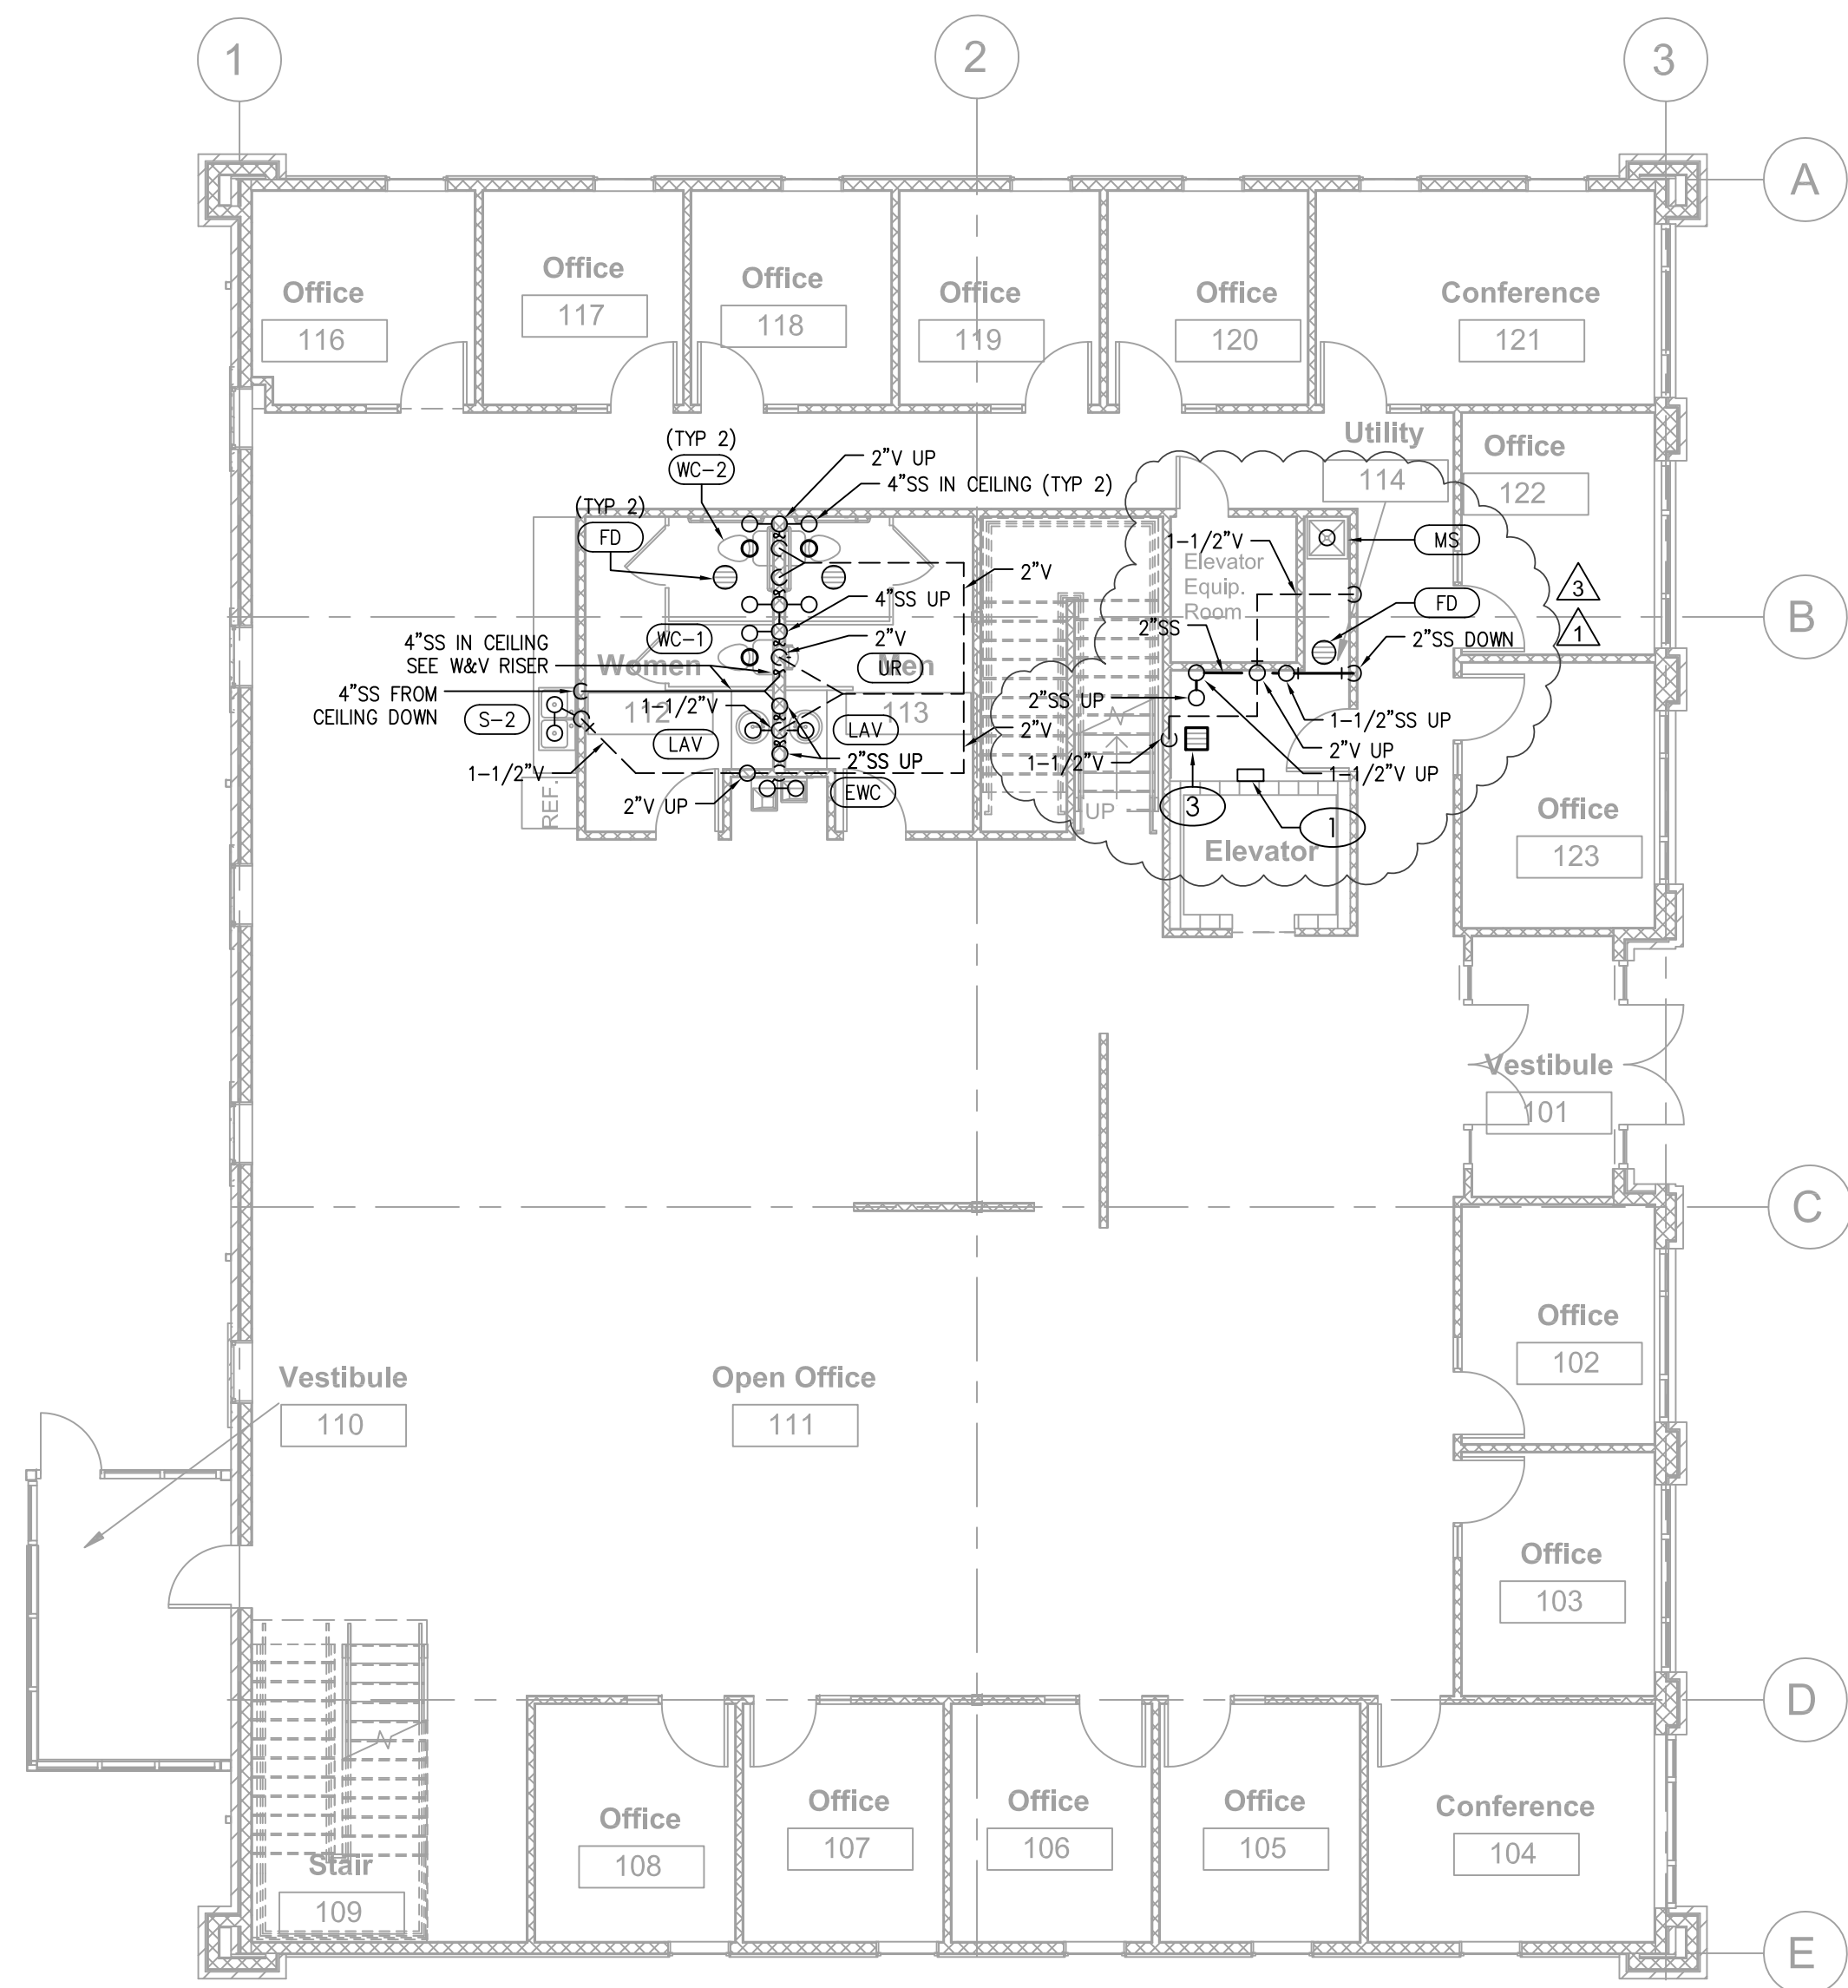 1
2
3
A
Office
116
Office
117
Office
118
Office
119
Office
120
Conference
121
Utility
114
Office
122
(TYP 2)
WC-2
2"V UP
4"SS IN CEILING (TYP 2)
(TYP 2)
FD
1-1/2"V
MS
Elevator
Equip.
Room
2"V
3
FD
4"SS UP
1
B
2"SS
2"SS DOWN
4"SS IN CEILING
SEE W&V RISER
WC-1
2"V
UR
Women
Men
4"SS FROM
CEILING DOWN
S-2
112
1-1/2"V
113
2"SS UP
1-1/2"SS UP
LAV
LAV
2"V
2"V UP
1-1/2"V
2"SS UP
1-1/2"V
1-1/2"V UP
REF.
2"V UP
EWC
UP
3
1
Elevator
Office
123
Vestibule
101
C
Office
102
Vestibule
110
Open Office
111
Office
103
D
Stair
109
Office
108
Office
107
Office
106
Office
105
Conference
104
E